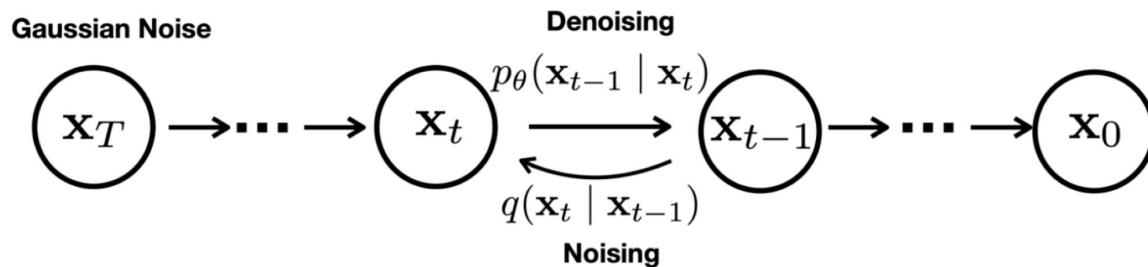 Gaussian Noise
Denoising
p_θ(x_{t−1} | x_t)
x_T
x_t
x_{t−1}
x_0
q(x_t | x_{t−1})
Noising